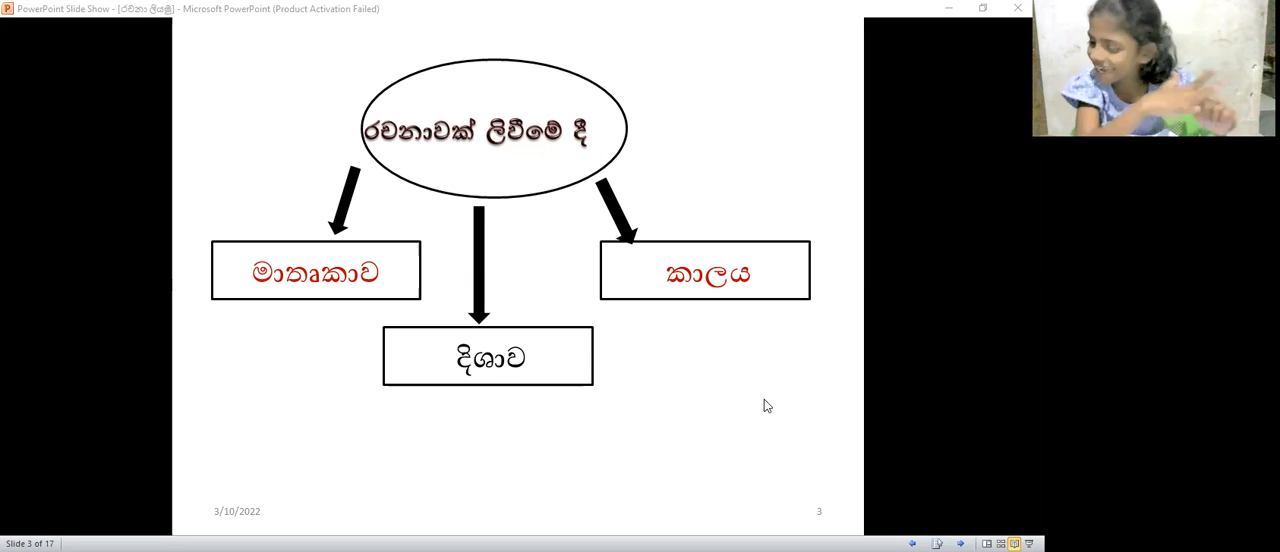 PowerPoint Slide Show - [රචනා ලියමු] - Microsoft PowerPoint (Product Activation Failed)
රචනාවක් ලිවීමේ දී
මාතෘකාව
කාලය
දිශාව
3/10/2022
3
Slide 3 of 17